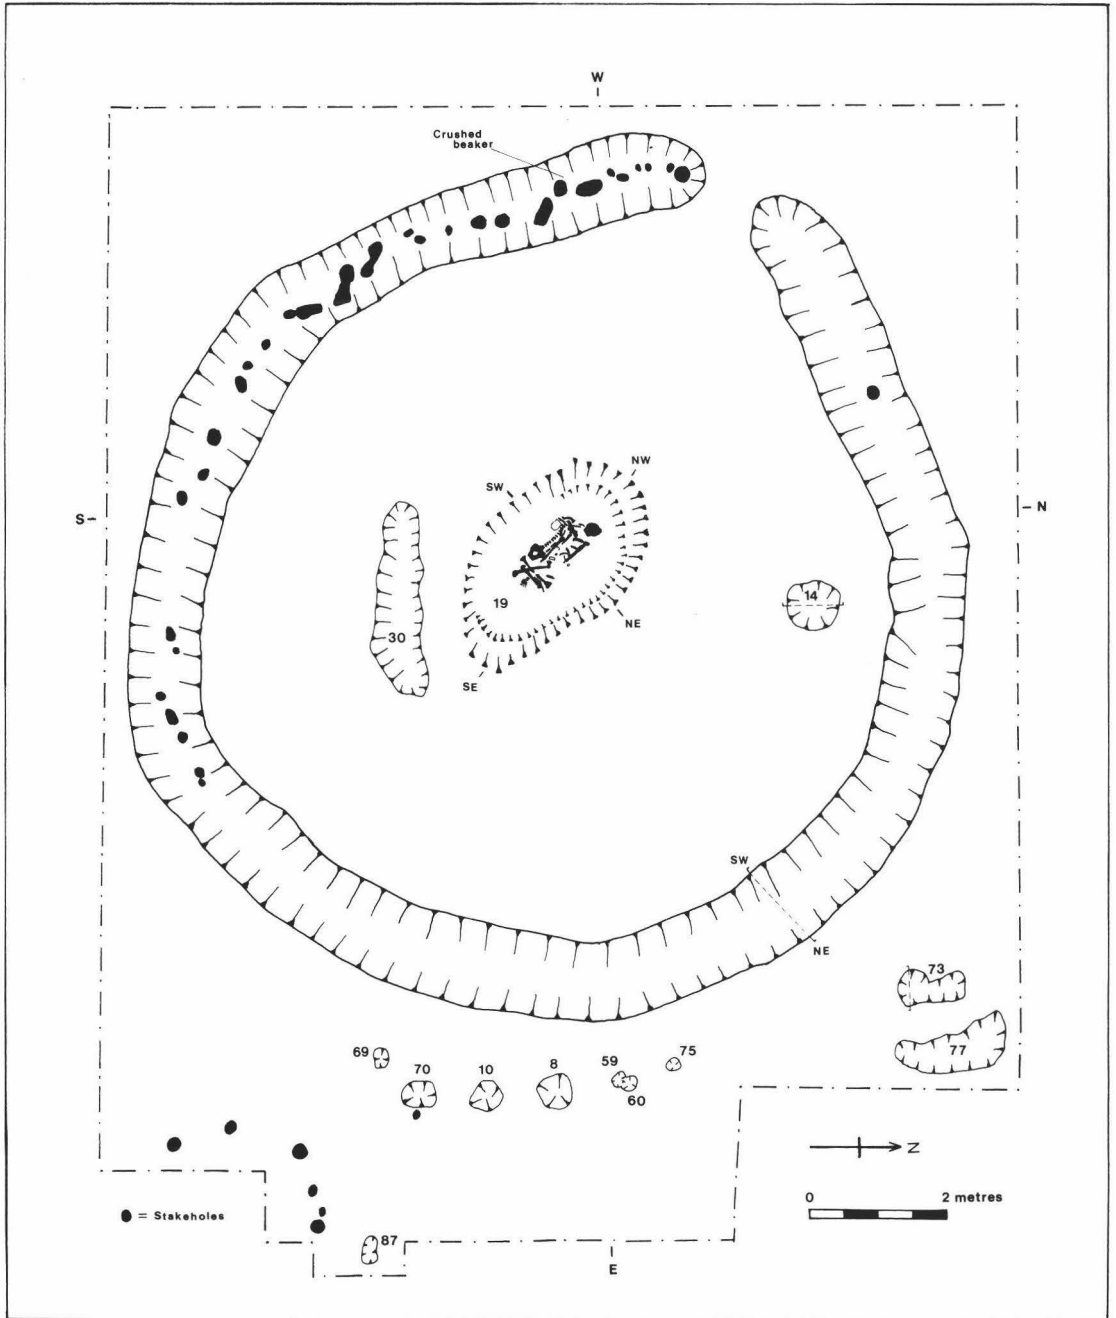 W
Crushed
beaker
NW
SW
S
N
19
14
30
NE
SE
SW
NE
73
69
70
10
8
59
75
77
60
N
0 2 metres
= Stakeholes
87
E